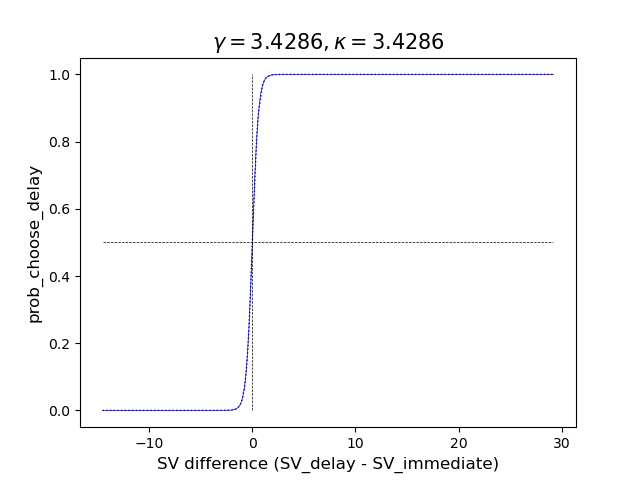 γ = 3.4286, κ = 3.4286
1.0
0.8
0.6
0.4
0.2
0.0
prob_choose_delay
−10 0 10 20 30
SV difference (SV_delay - SV_immediate)